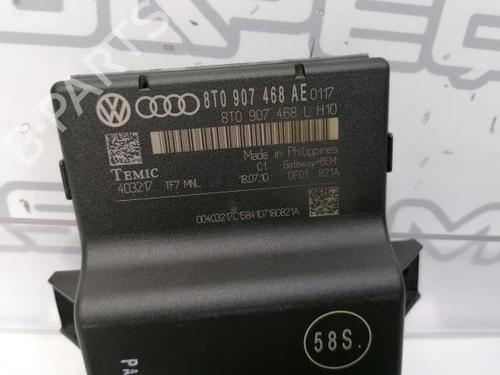 8T0 907 468 AE 0117
8T0 907 468 L H10
Made in Philippines
TEMIC C1 Gateway+BEM
403217 TF7 MNL 18.07.10 0F01 821A
00403217C1584107180821A
58S.
PA